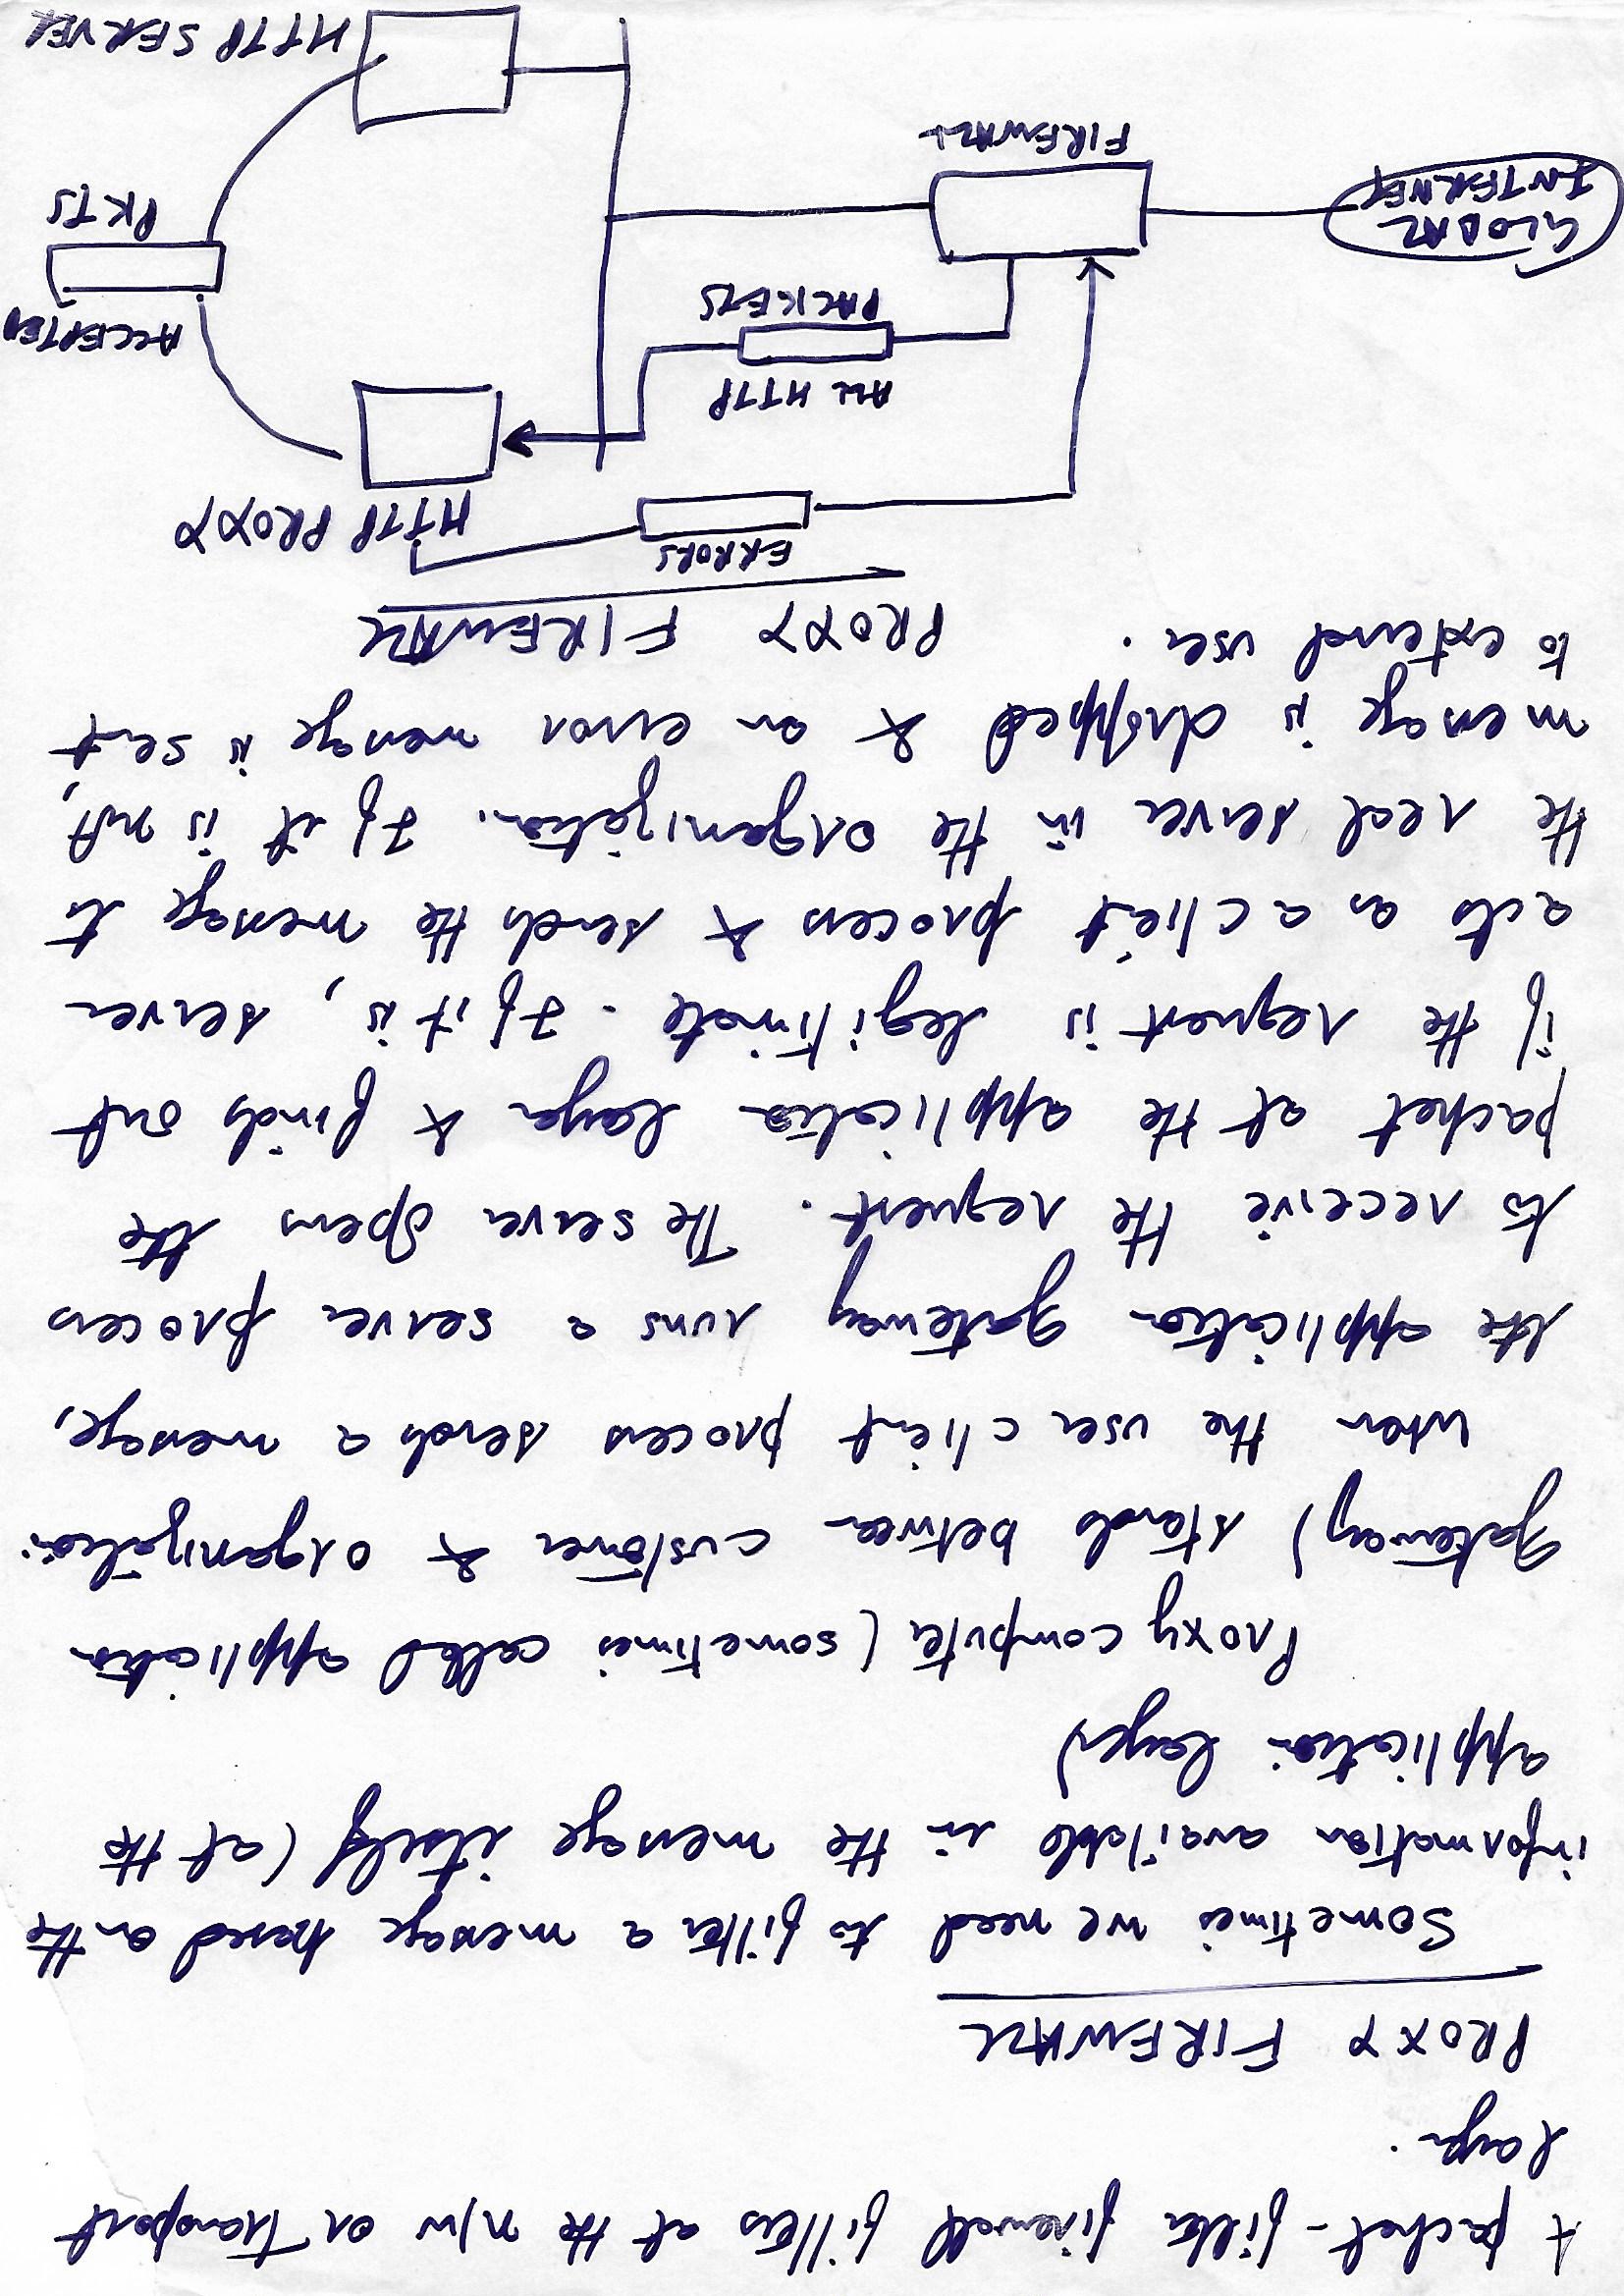 A packet-filter firewall filters at the n/w or transport
layer.
PROXY FIREWALL
Sometimes we need to filter a message based on the
information available in the message itself (at the
application layer)
Proxy computer (sometimes called application
gateway) stands between customer & organization
when the user client process sends a message,
the application gateway runs a server process
to receive the request. The server opens the
packet at the application layer & finds out
if the request is legitimate. If it is, server
acts as a client process & sends the message to
the real server in the organization. If it is not,
message is dropped & an error message is sent
to external user.
PROXY FIREWALL
ERRORS
HTTP PROXY
ALL HTTP
PACKETS
ACCEPTED
PKTS
GLOBAL
INTERNET
FIREWALL
HTTP SERVER